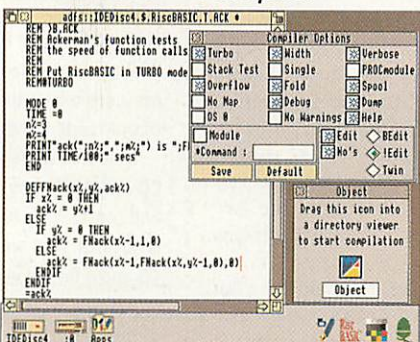 adfs::IDEDisc4.$.RiscBASIC.T.ACK *
REM >B.ACK
REM Ackerman's function tests
REM the speed of function calls
REM
REM Put RiscBASIC in TURBO mode
REM@TURBO
MODE 0
TIME =0
n%=3
m%=4
PRINT"ack(";n%;",";m%;") is ";F
PRINT TIME/100;" secs"
END
DEFFNack(x%,y%,ack%)
IF x% = 0 THEN
ack% = y%+1
ELSE
IF y% = 0 THEN
ack% = FNack(x%-1,1,0)
ELSE
ack% = FNack(x%-1,FNack(x%,y%-1,0),0)
ENDIF
ENDIF
=ack%
Compiler Options
Turbo
Width
Verbose
Stack Test
Single
PROCmodule
Overflow
Fold
Spool
No Map
Debug
Dump
OS 0
No Warnings
Help
Module
Edit
BEdit
*Command :
No's
!Edit
Twin
Save
Default
Object
Drag this icon into
a directory viewer
to start compilation
Object
IDEDisc4
:0
Apps
Risc
BASIC